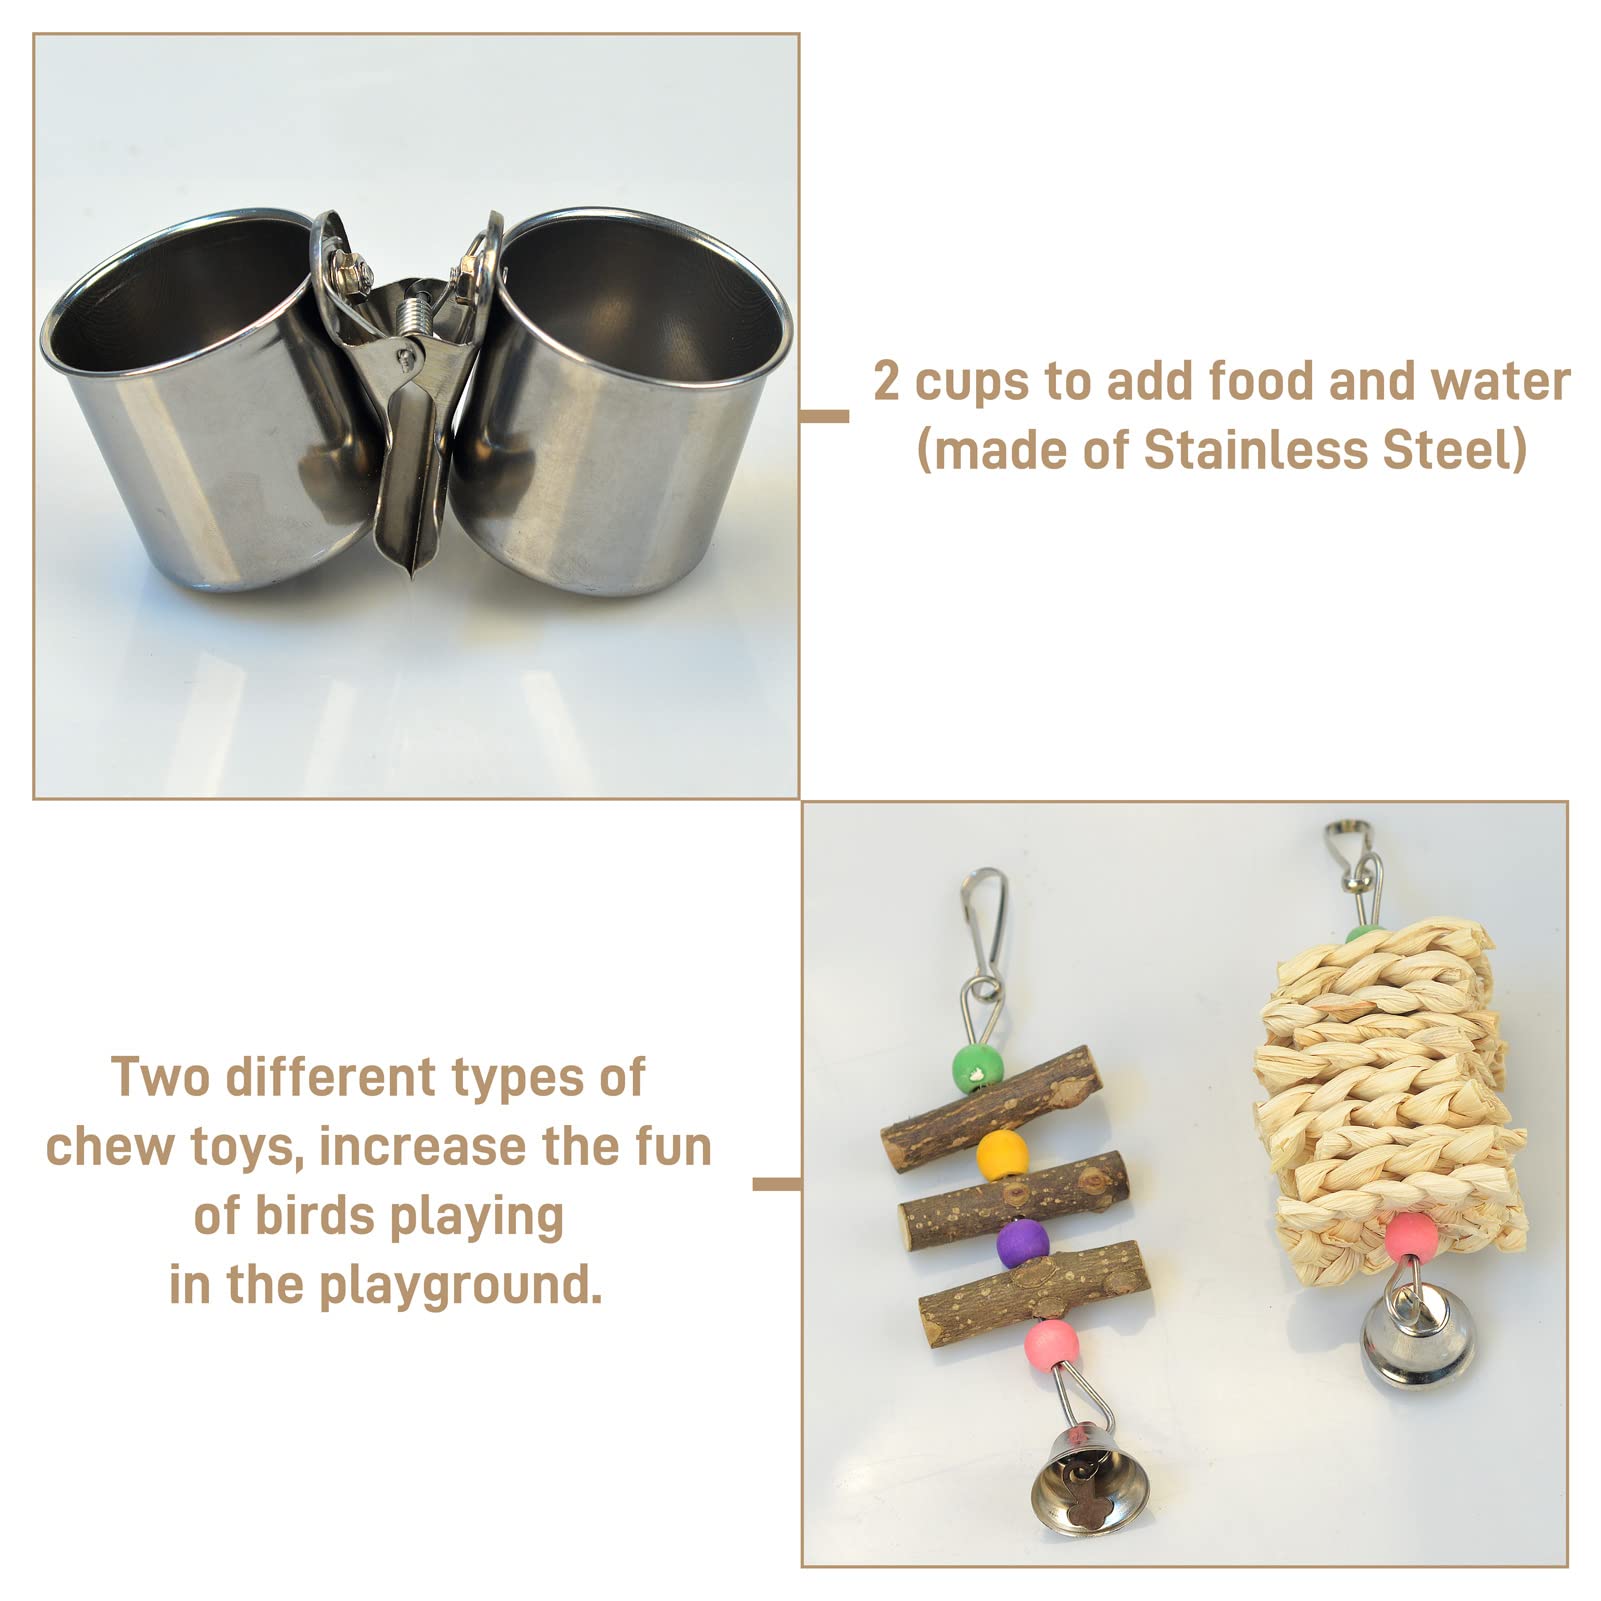 2 cups to add food and water
(made of Stainless Steel)
Two different types of
chew toys, increase the fun
of birds playing
in the playground.